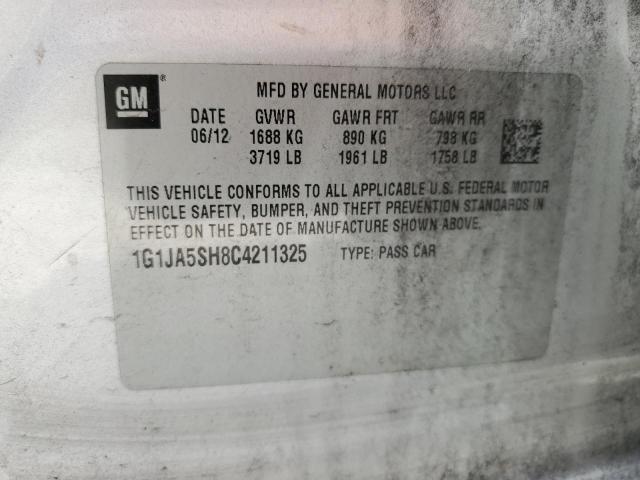 GM ®
MFD BY GENERAL MOTORS LLC
DATE GVWR GAWR FRT GAWR RR
06/12 1688 KG 890 KG 798 KG
3719 LB 1961 LB 1758 LB
THIS VEHICLE CONFORMS TO ALL APPLICABLE U.S. FEDERAL MOTOR
VEHICLE SAFETY, BUMPER, AND THEFT PREVENTION STANDARDS IN
EFFECT ON THE DATE OF MANUFACTURE SHOWN ABOVE.
1G1JA5SH8C4211325 TYPE: PASS CAR